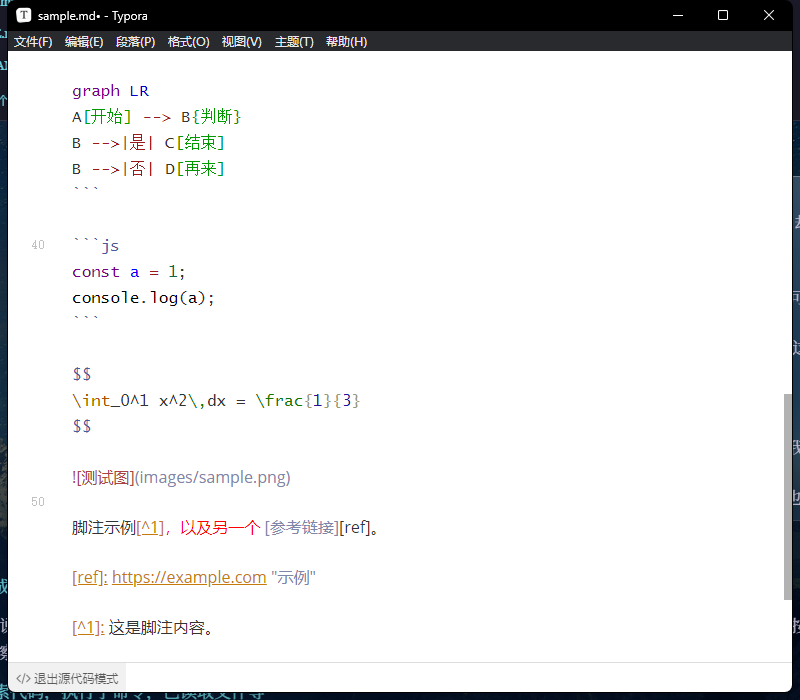 sample.md• - Typora
文件(F) 编辑(E) 段落(P) 格式(O) 视图(V) 主题(T) 帮助(H)
graph LR
A[开始] --> B{判断}
B -->|是| C[结束]
B -->|否| D[再来]
```
40 ```js
const a = 1;
console.log(a);
```
$$
\int_0^1 x^2\,dx = \frac{1}{3}
$$
![测试图](images/sample.png)
50
脚注示例[^1]，以及另一个 [参考链接][ref]。
[ref]: https://example.com "示例"
[^1]: 这是脚注内容。
</> 退出源代码模式